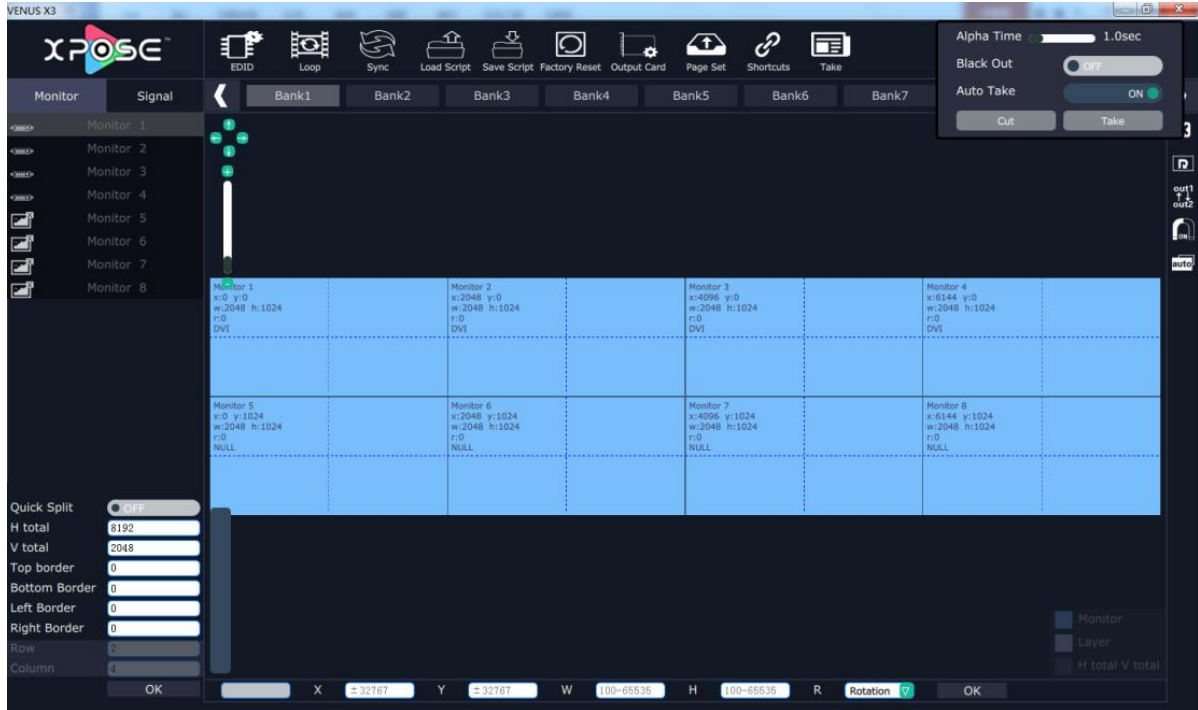 VENUS X3
XPOSE™
EDID
Loop
Sync
Load Script
Save Script
Factory Reset
Output Card
Page Set
Shortcuts
Take
Alpha Time 1.0sec
Black Out OFF
Auto Take ON
Cut Take
Monitor Signal
Bank1 Bank2 Bank3 Bank4 Bank5 Bank6 Bank7
Monitor 1
Monitor 2
Monitor 3
Monitor 4
Monitor 5
Monitor 6
Monitor 7
Monitor 8
out1
out2
ON
auto
Monitor 1
x:0 y:0
w:2048 h:1024
r:0
DVI
Monitor 2
x:2048 y:0
w:2048 h:1024
r:0
DVI
Monitor 3
x:4096 y:0
w:2048 h:1024
r:0
DVI
Monitor 4
x:6144 y:0
w:2048 h:1024
r:0
DVI
Monitor 5
x:0 y:1024
w:2048 h:1024
r:0
NULL
Monitor 6
x:2048 y:1024
w:2048 h:1024
r:0
NULL
Monitor 7
x:4096 y:1024
w:2048 h:1024
r:0
NULL
Monitor 8
x:6144 y:1024
w:2048 h:1024
r:0
NULL
Quick Split OFF
H total 8192
V total 2048
Top border 0
Bottom Border 0
Left Border 0
Right Border 0
Row 2
Column 4
OK
Monitor
Layer
H total V total
X ±32767 Y ±32767 W 100-65535 H 100-65535 R Rotation OK